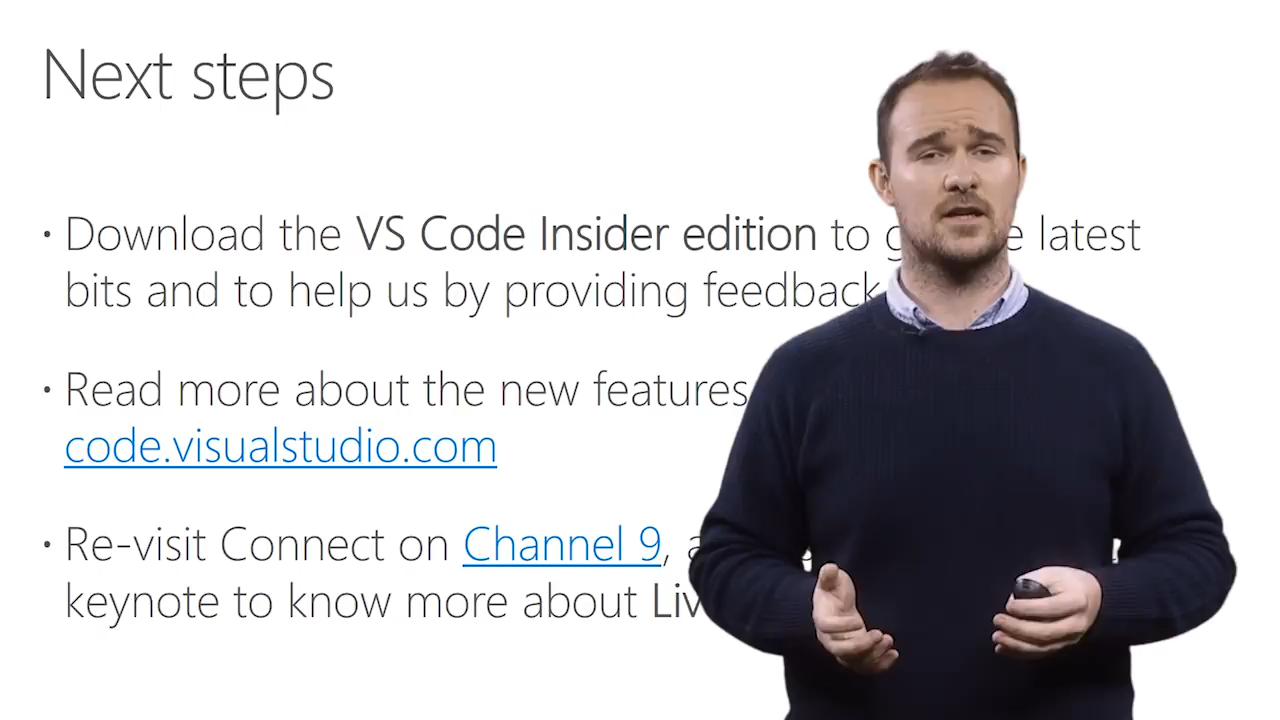 Next steps
• Download the VS Code Insider edition to latest
bits and to help us by providing feedback
• Read more about the new features
code.visualstudio.com
• Re-visit Connect on Channel 9,
keynote to know more about